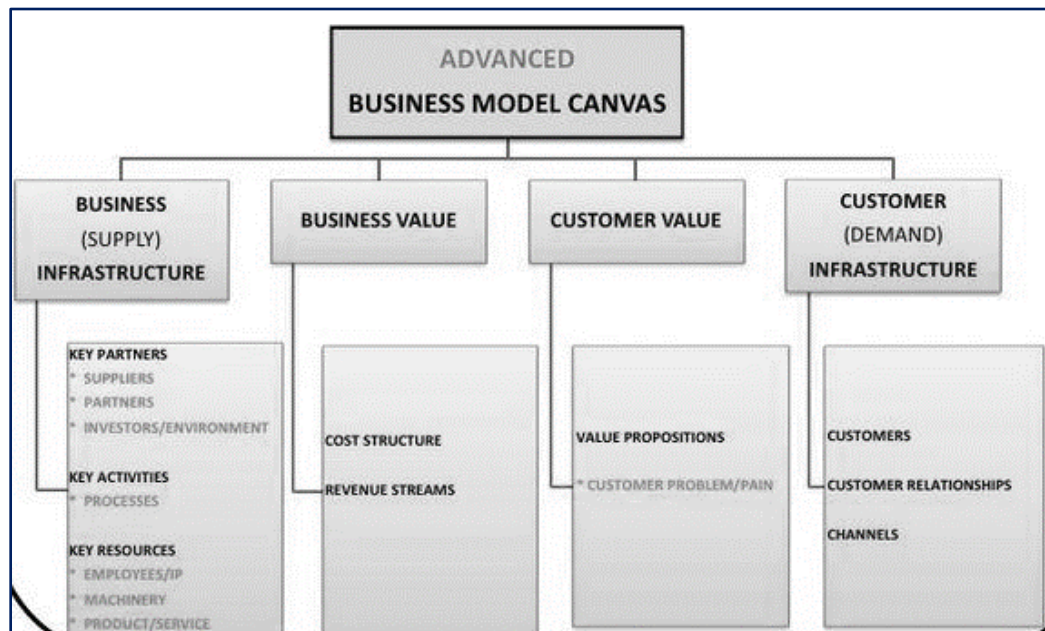 ADVANCED
BUSINESS MODEL CANVAS
BUSINESS
(SUPPLY)
INFRASTRUCTURE
BUSINESS VALUE
CUSTOMER VALUE
CUSTOMER
(DEMAND)
INFRASTRUCTURE
KEY PARTNERS
* SUPPLIERS
* PARTNERS
* INVESTORS/ENVIRONMENT
KEY ACTIVITIES
* PROCESSES
KEY RESOURCES
* EMPLOYEES/IP
* MACHINERY
* PRODUCT/SERVICE
COST STRUCTURE
REVENUE STREAMS
VALUE PROPOSITIONS
* CUSTOMER PROBLEM/PAIN
CUSTOMERS
CUSTOMER RELATIONSHIPS
CHANNELS